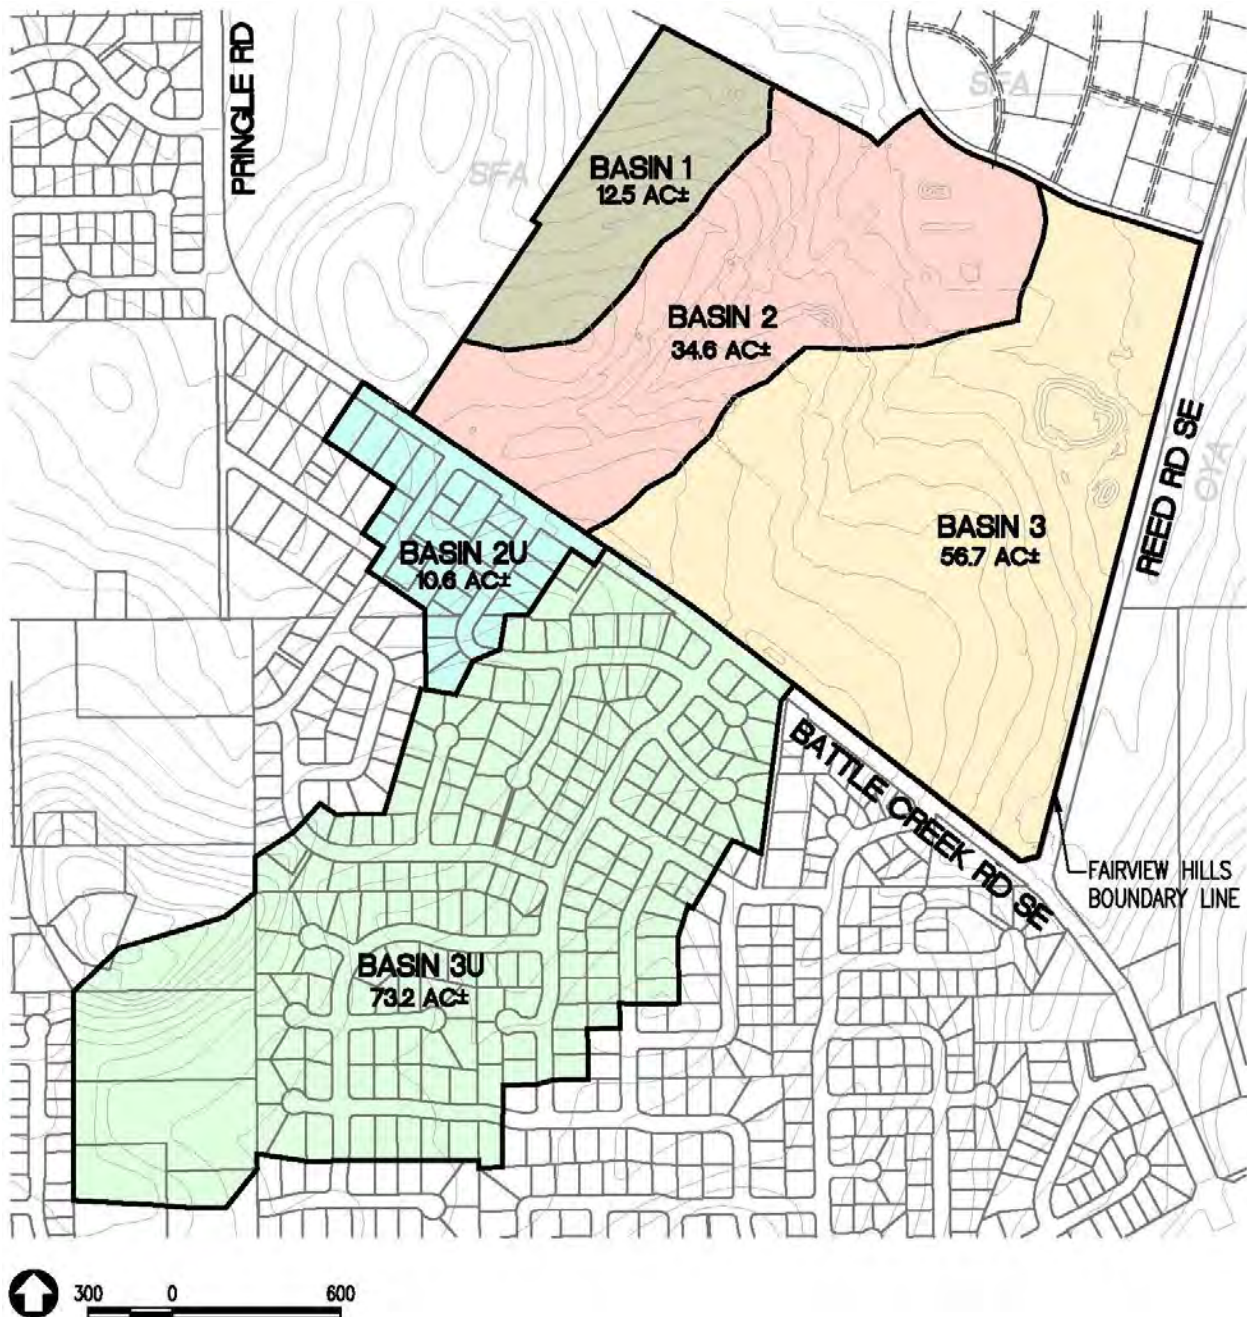 PRINGLE RD
SFA
SFA
BASIN 1
12.5 AC±
BASIN 2
34.6 AC±
REED RD SE
OYA
BASIN 3
56.7 AC±
BASIN 2U
10.6 AC±
BATTLE CREEK RD SE
FAIRVIEW HILLS
BOUNDARY LINE
BASIN 3U
73.2 AC±
300 0 600